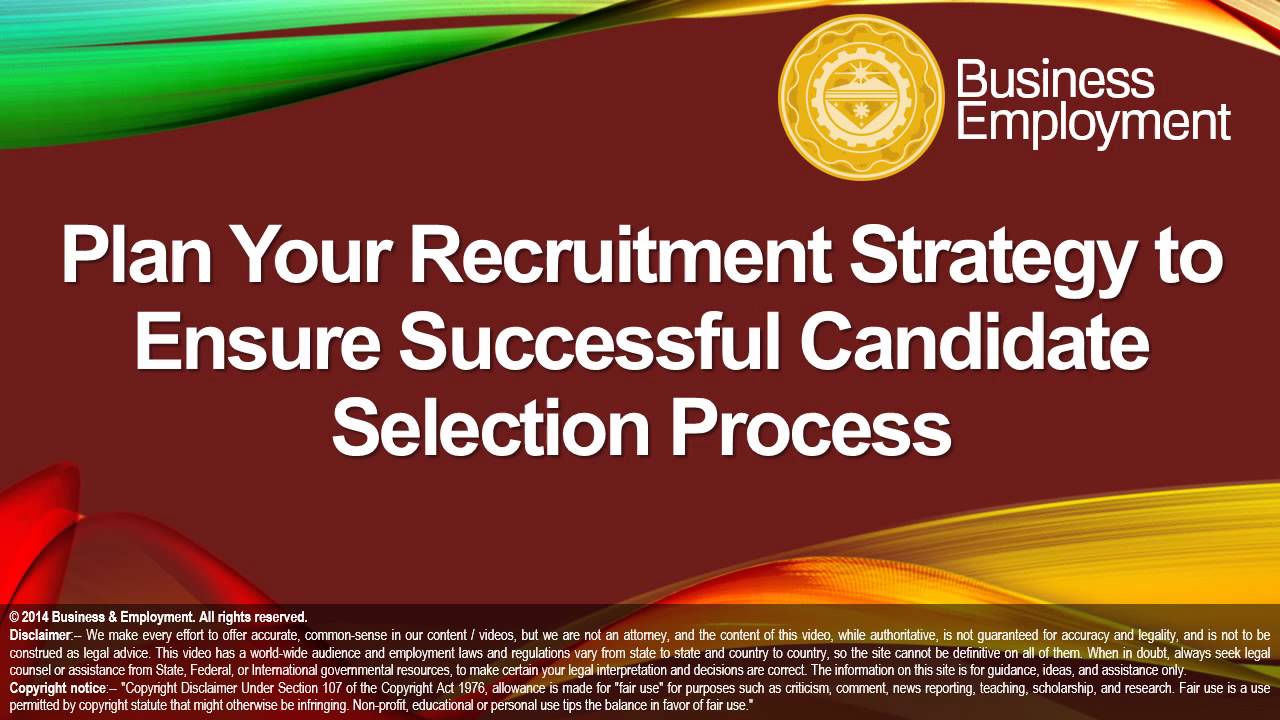 Business
Employment
Plan Your Recruitment Strategy to
Ensure Successful Candidate
Selection Process
© 2014 Business & Employment. All rights reserved.
Disclaimer:-- We make every effort to offer accurate, common-sense in our content / videos, but we are not an attorney, and the content of this video, while authoritative, is not guaranteed for accuracy and legality, and is not to be
construed as legal advice. This video has a world-wide audience and employment laws and regulations vary from state to state and country to country, so the site cannot be definitive on all of them. When in doubt, always seek legal
counsel or assistance from State, Federal, or International governmental resources, to make certain your legal interpretation and decisions are correct. The information on this site is for guidance, ideas, and assistance only.
Copyright notice:-- "Copyright Disclaimer Under Section 107 of the Copyright Act 1976, allowance is made for "fair use" for purposes such as criticism, comment, news reporting, teaching, scholarship, and research. Fair use is a use
permitted by copyright statute that might otherwise be infringing. Non-profit, educational or personal use tips the balance in favor of fair use."